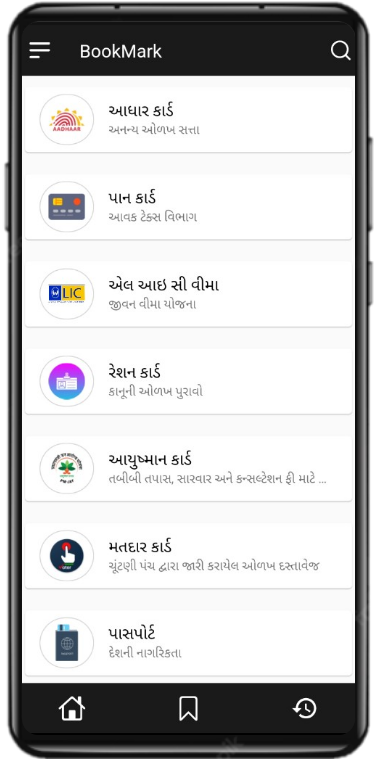 BookMark
AADHAAR
આધાર કાર્ડ
અનન્ય ઓળખ સત્તા
પાન કાર્ડ
આવક ટેક્સ વિભાગ
LIC
એલ આઇ સી વીમા
જીવન વીમા યોજના
રેશન કાર્ડ
કાનૂની ઓળખ પુરાવો
આયુષ્માન કાર્ડ
તબીબી તપાસ, સારવાર અને કન્સલ્ટેશન ફી માટે ...
મતદાર કાર્ડ
ચૂંટણી પંચ દ્વારા જારી કરાયેલ ઓળખ દસ્તાવેજ
પાસપોર્ટ
દેશની નાગરિકતા